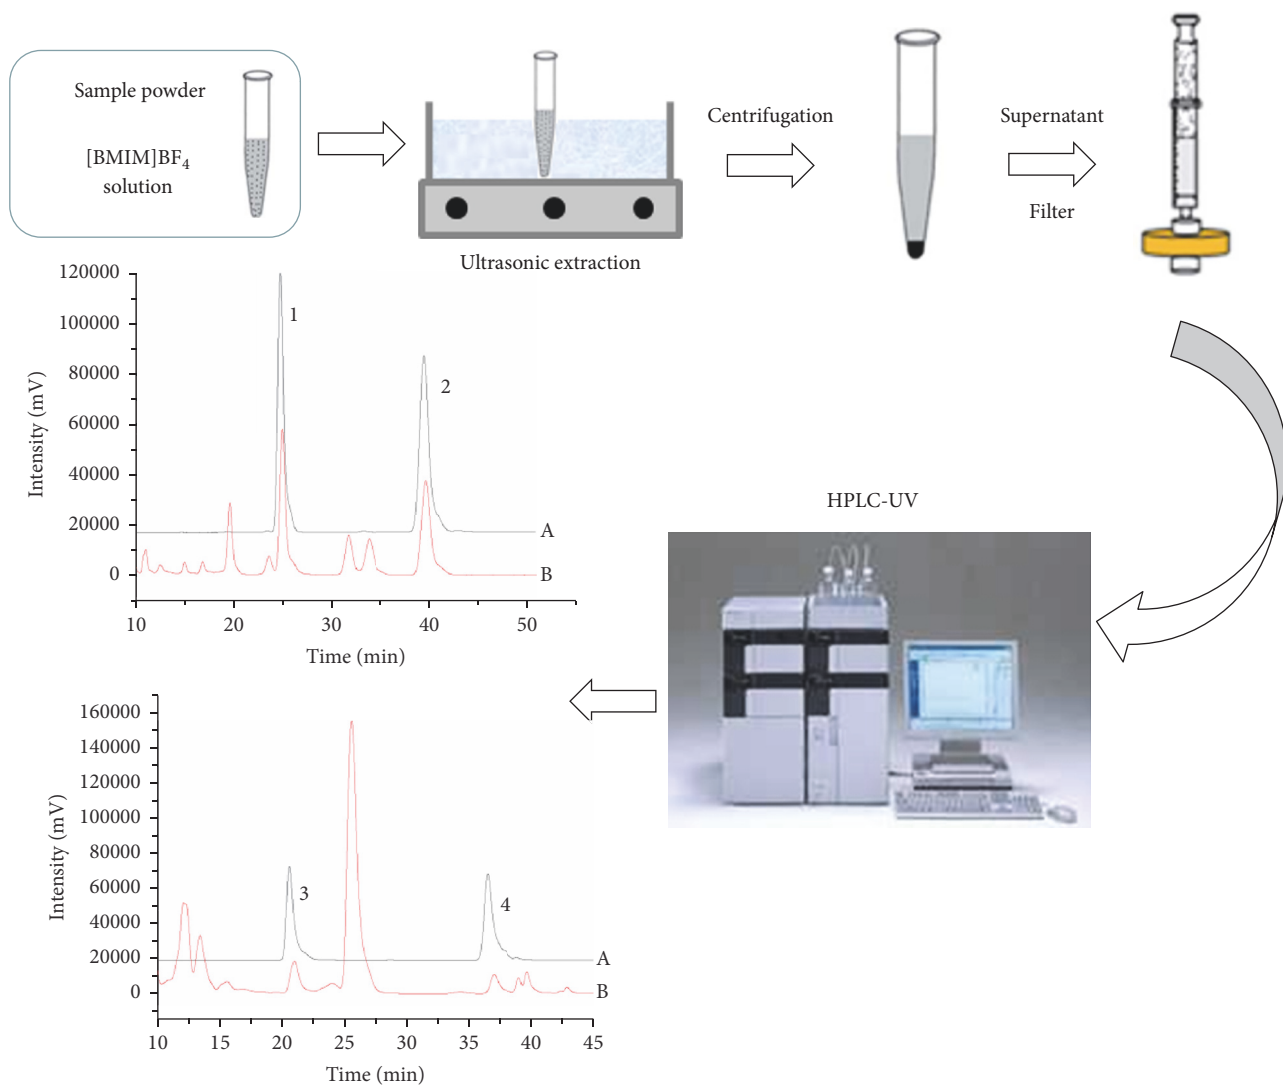 Sample powder
[BMIM]BF₄
solution
Ultrasonic extraction
Centrifugation
Supernatant
Filter
HPLC-UV
120000
100000
80000
60000
40000
20000
0
Intensity (mV)
1
2
A
B
10
20
30
40
50
Time (min)
160000
140000
120000
100000
80000
60000
40000
20000
0
Intensity (mV)
3
4
A
B
10
15
20
25
30
35
40
45
Time (min)